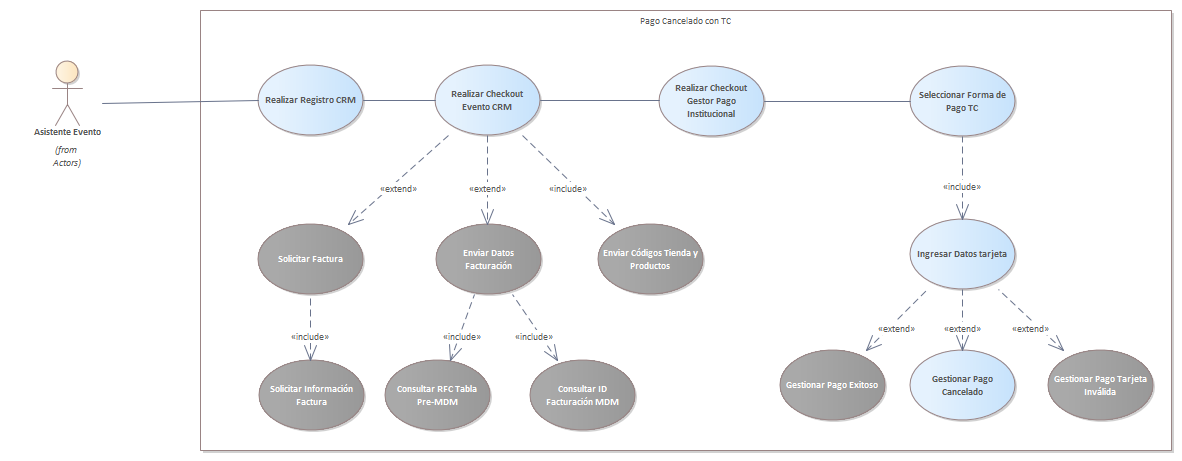 Pago Cancelado con TC
Asistente Evento
(from
Actors)
Realizar Registro CRM
Realizar Checkout
Evento CRM
Realizar Checkout
Gestor Pago
Institucional
Seleccionar Forma de
Pago TC
«extend»
«extend»
«include»
«include»
Solicitar Factura
Enviar Datos
Facturación
Enviar Códigos Tienda y
Productos
Ingresar Datos tarjeta
«include»
«include»
«include»
«extend»
«extend»
«extend»
Solicitar Información
Factura
Consultar RFC Tabla
Pre-MDM
Consultar ID
Facturación MDM
Gestionar Pago Exitoso
Gestionar Pago
Cancelado
Gestionar Pago Tarjeta
Inválida